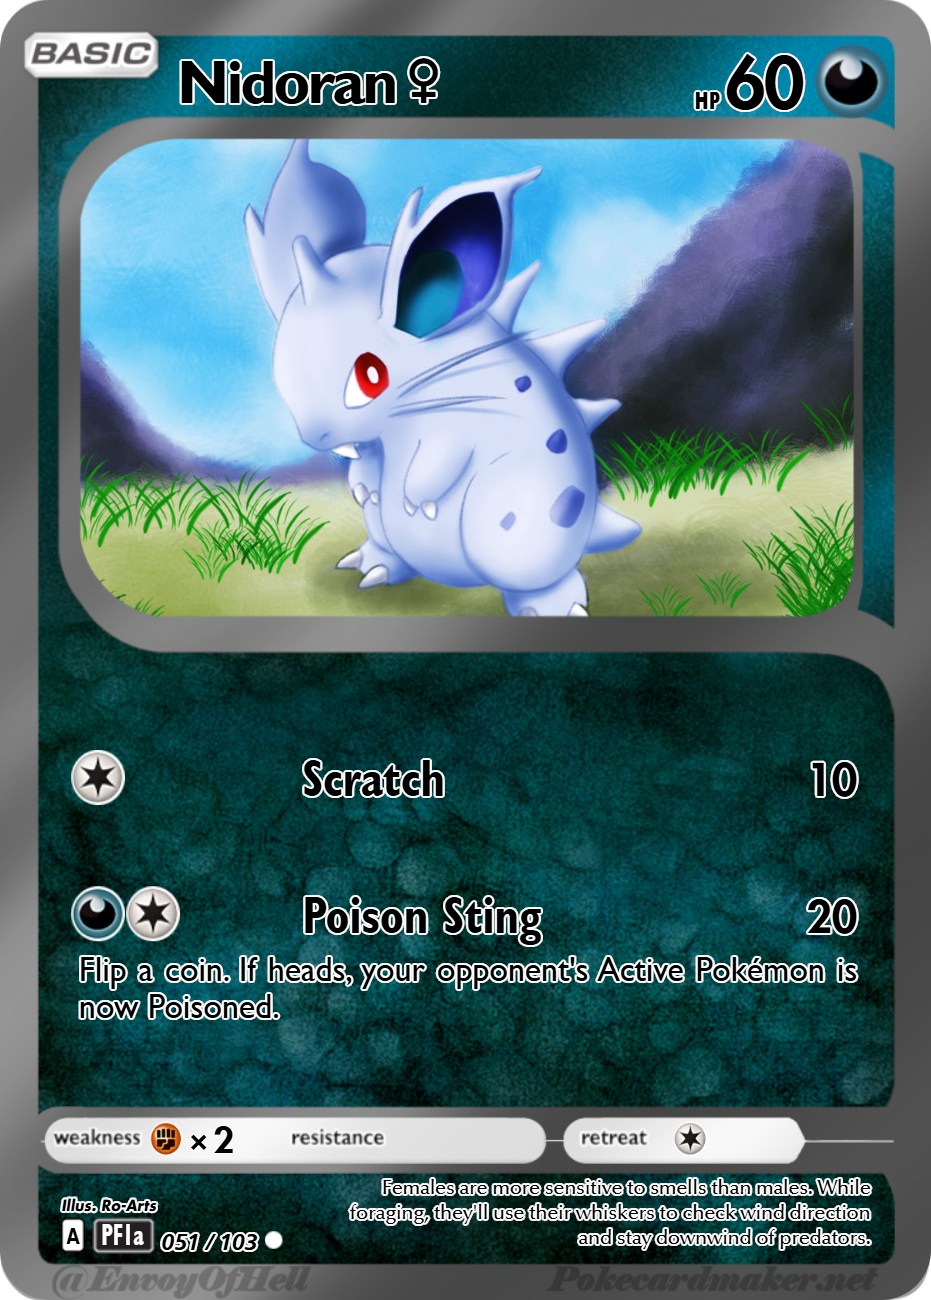 BASIC
Nidoran♀
HP 60
Scratch 10
Poison Sting 20
Flip a coin. If heads, your opponent's Active Pokémon is
now Poisoned.
weakness × 2 resistance retreat
Females are more sensitive to smells than males. While
foraging, they'll use their whiskers to check wind direction
and stay downwind of predators.
Illus. Ro-Arts
A PF1a 051 / 103
@EnvoyOfHell Pokecardmaker.net